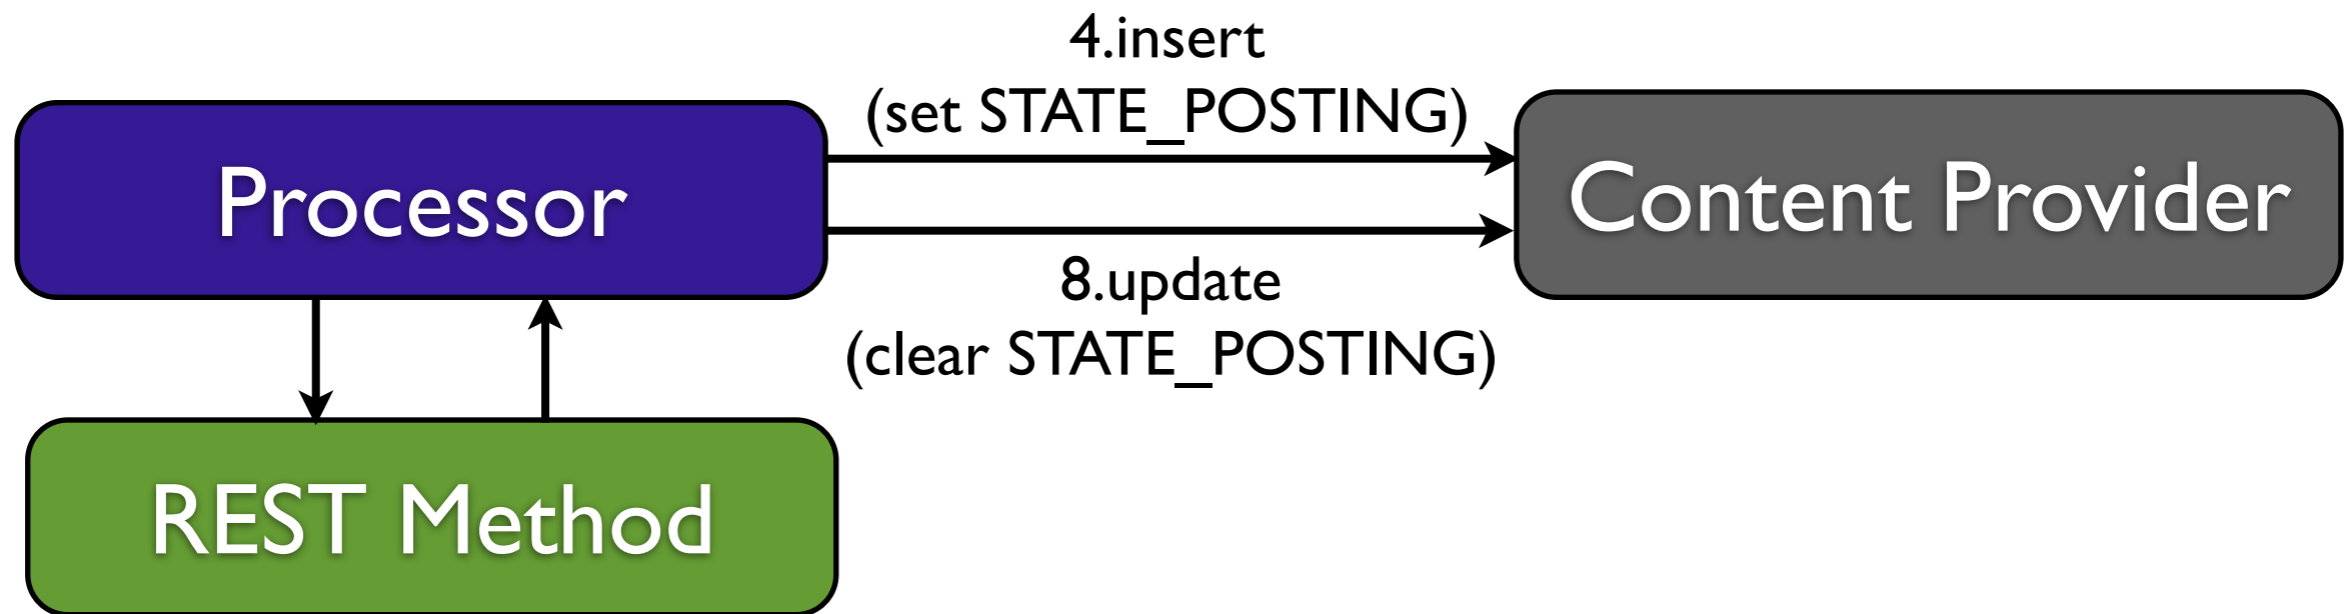 4.insert
(set STATE_POSTING)
Processor
Content Provider
8.update
(clear STATE_POSTING)
REST Method